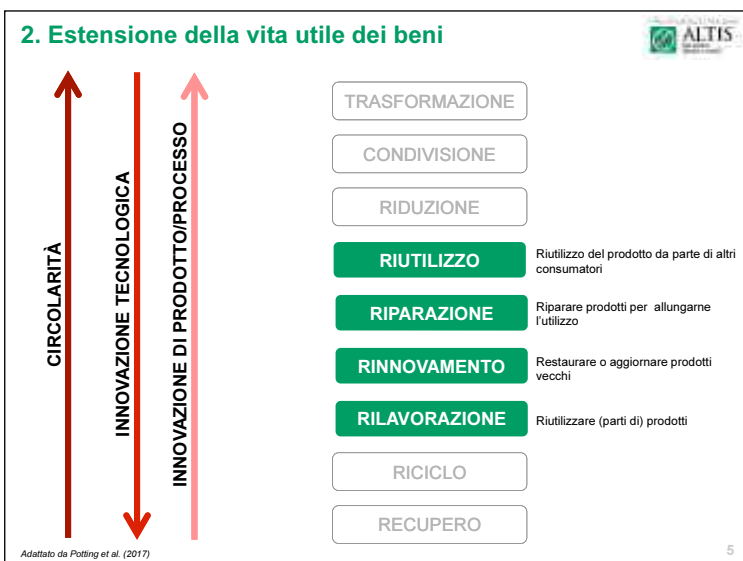 2. Estensione della vita utile dei beni
ALTIS
CIRCOLARITÀ
INNOVAZIONE TECNOLOGICA
INNOVAZIONE DI PRODOTTO/PROCESSO
TRASFORMAZIONE
CONDIVISIONE
RIDUZIONE
RIUTILIZZO
Riutilizzo del prodotto da parte di altri
consumatori
RIPARAZIONE
Riparare prodotti per allungarne
l'utilizzo
RINNOVAMENTO
Restaurare o aggiornare prodotti
vecchi
RILAVORAZIONE
Riutilizzare (parti di) prodotti
RICICLO
RECUPERO
Adattato da Potting et al. (2017)
5